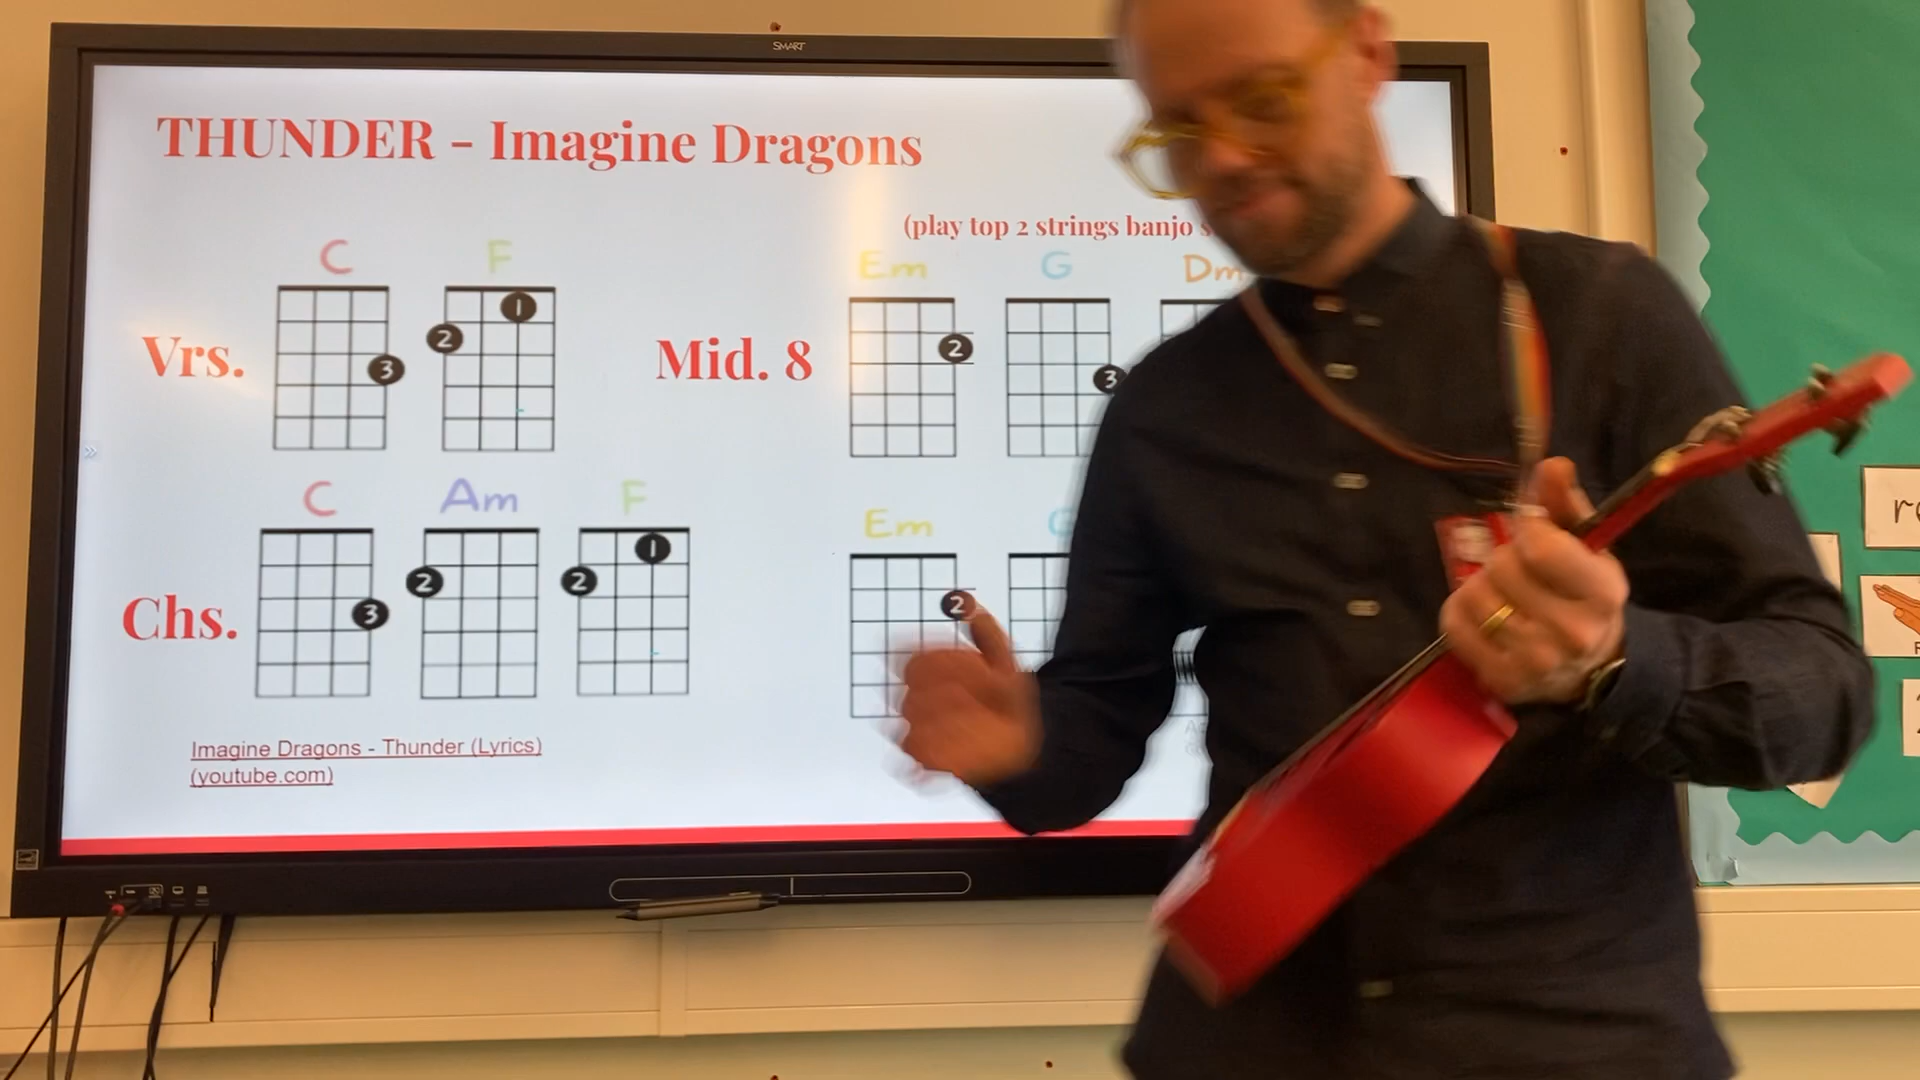 SMART
THUNDER - Imagine Dragons
(play top 2 strings banjo
C F
Em G Dm
1
2
2
3
3
Vrs.
Mid. 8
C Am F
Em
1
2
2
2
3
Chs.
Imagine Dragons - Thunder (Lyrics)
(youtube.com)